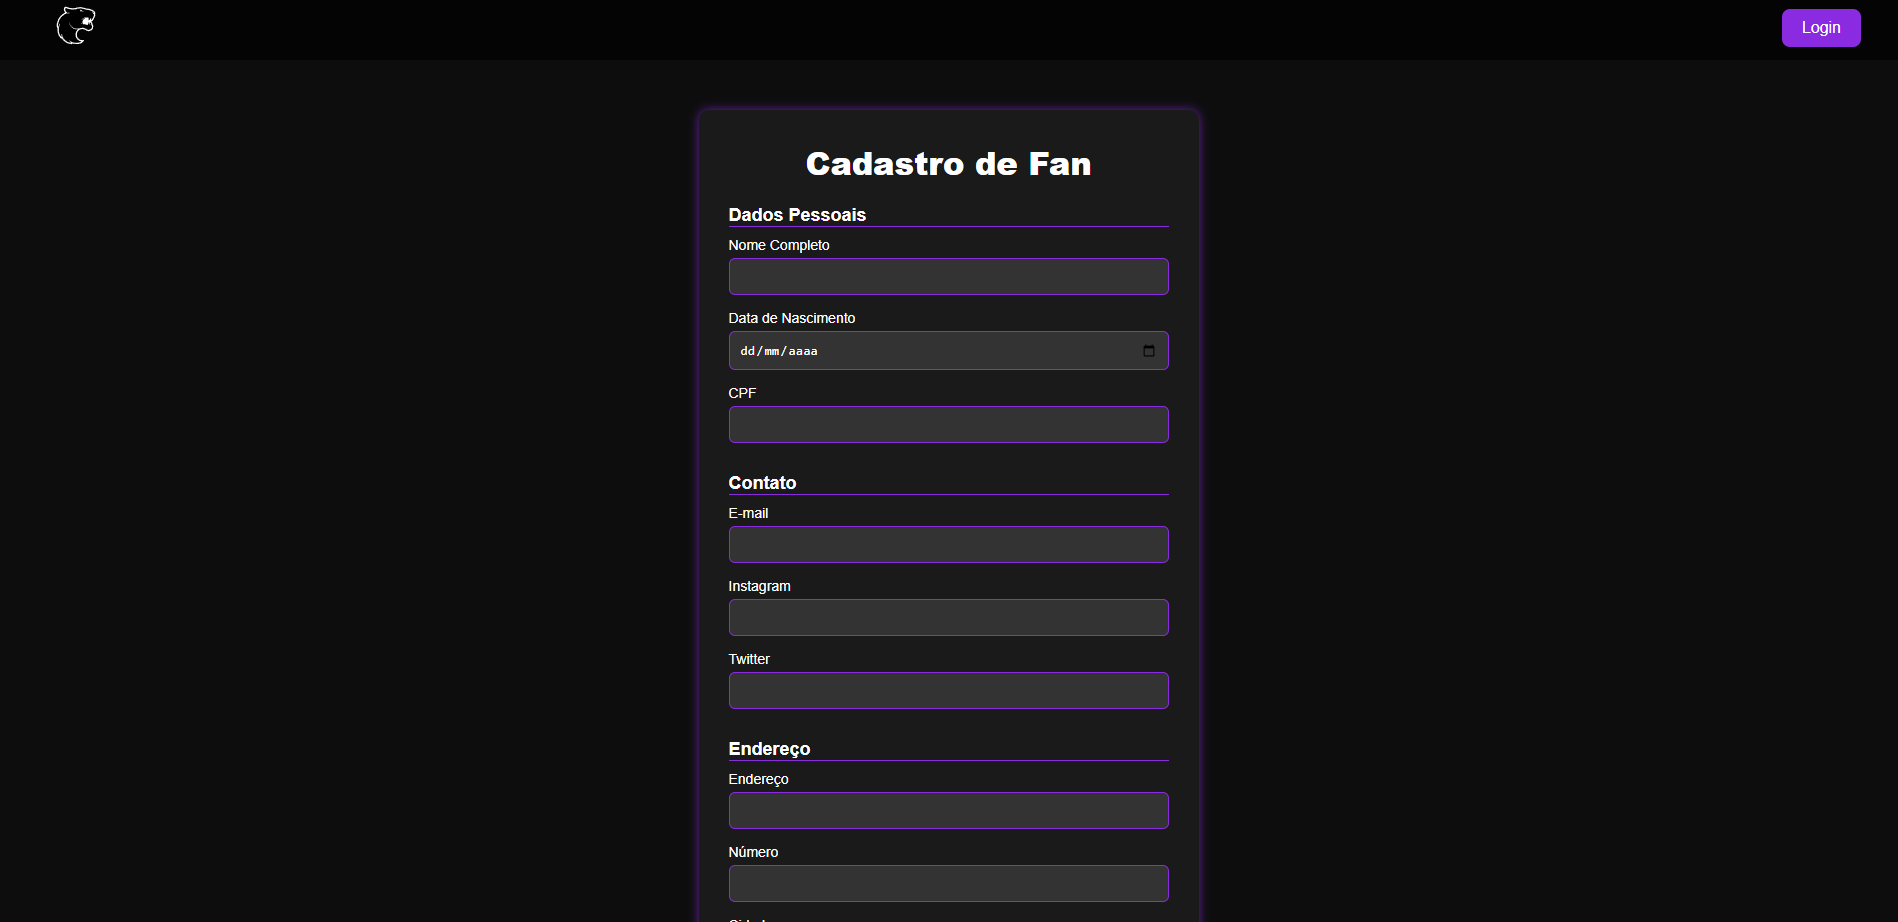 Login
Cadastro de Fan
Dados Pessoais
Nome Completo
Data de Nascimento
dd/mm/aaaa
CPF
Contato
E-mail
Instagram
Twitter
Endereço
Endereço
Número